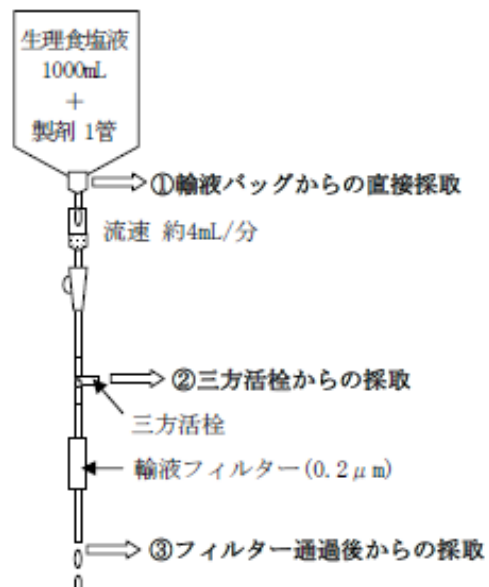 生理食塩液
1000mL
+
製剤 1管
①輸液バッグからの直接採取
流速 約4mL/分
②三方活栓からの採取
三方活栓
輸液フィルター(0.2μm)
③フィルター通過後からの採取